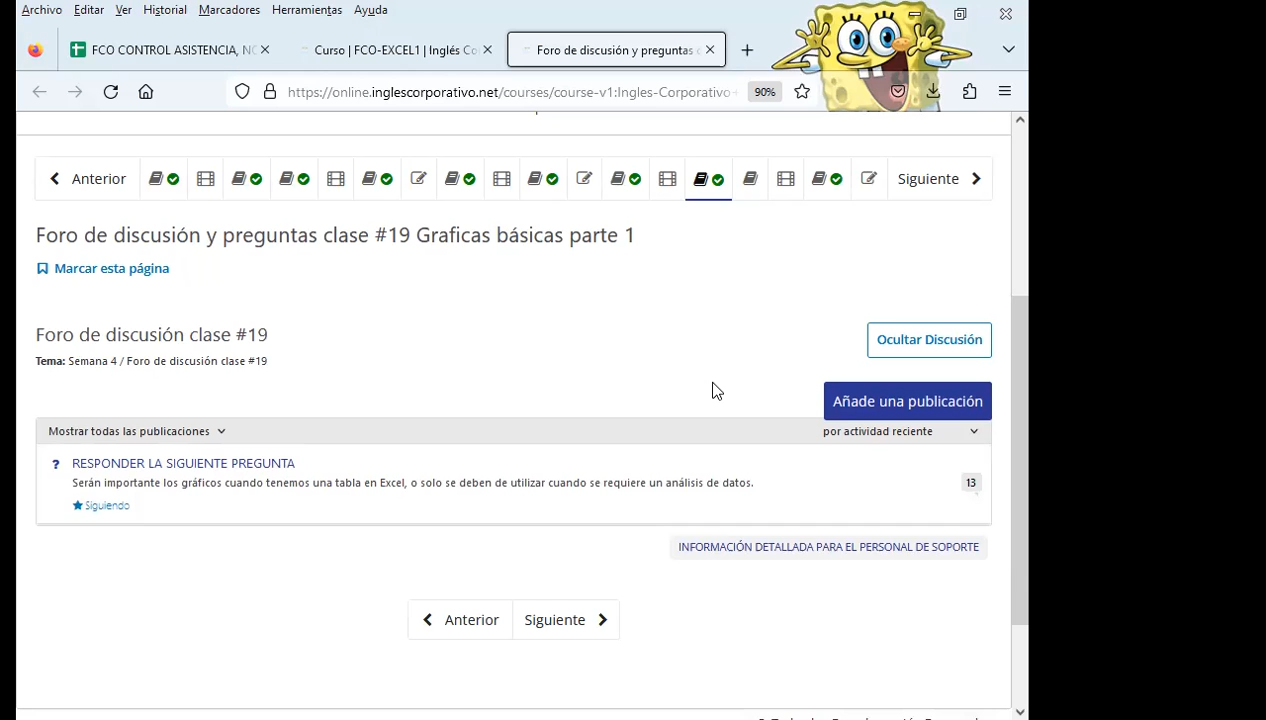 Archivo Editar Ver Historial Marcadores Herramientas Ayuda
FCO CONTROL ASISTENCIA, NO
Curso | FCO-EXCEL1 | Inglés Co
Foro de discusión y preguntas
https://online.inglescorporativo.net/courses/course-v1:Ingles-Corporativo
90%
Anterior
Siguiente
Foro de discusión y preguntas clase #19 Graficas básicas parte 1
Marcar esta página
Foro de discusión clase #19
Ocultar Discusión
Tema: Semana 4 / Foro de discusión clase #19
Añade una publicación
Mostrar todas las publicaciones
por actividad reciente
? RESPONDER LA SIGUIENTE PREGUNTA
Serán importante los gráficos cuando tenemos una tabla en Excel, o solo se deben de utilizar cuando se requiere un análisis de datos.
13
Siguiendo
INFORMACIÓN DETALLADA PARA EL PERSONAL DE SOPORTE
Anterior
Siguiente